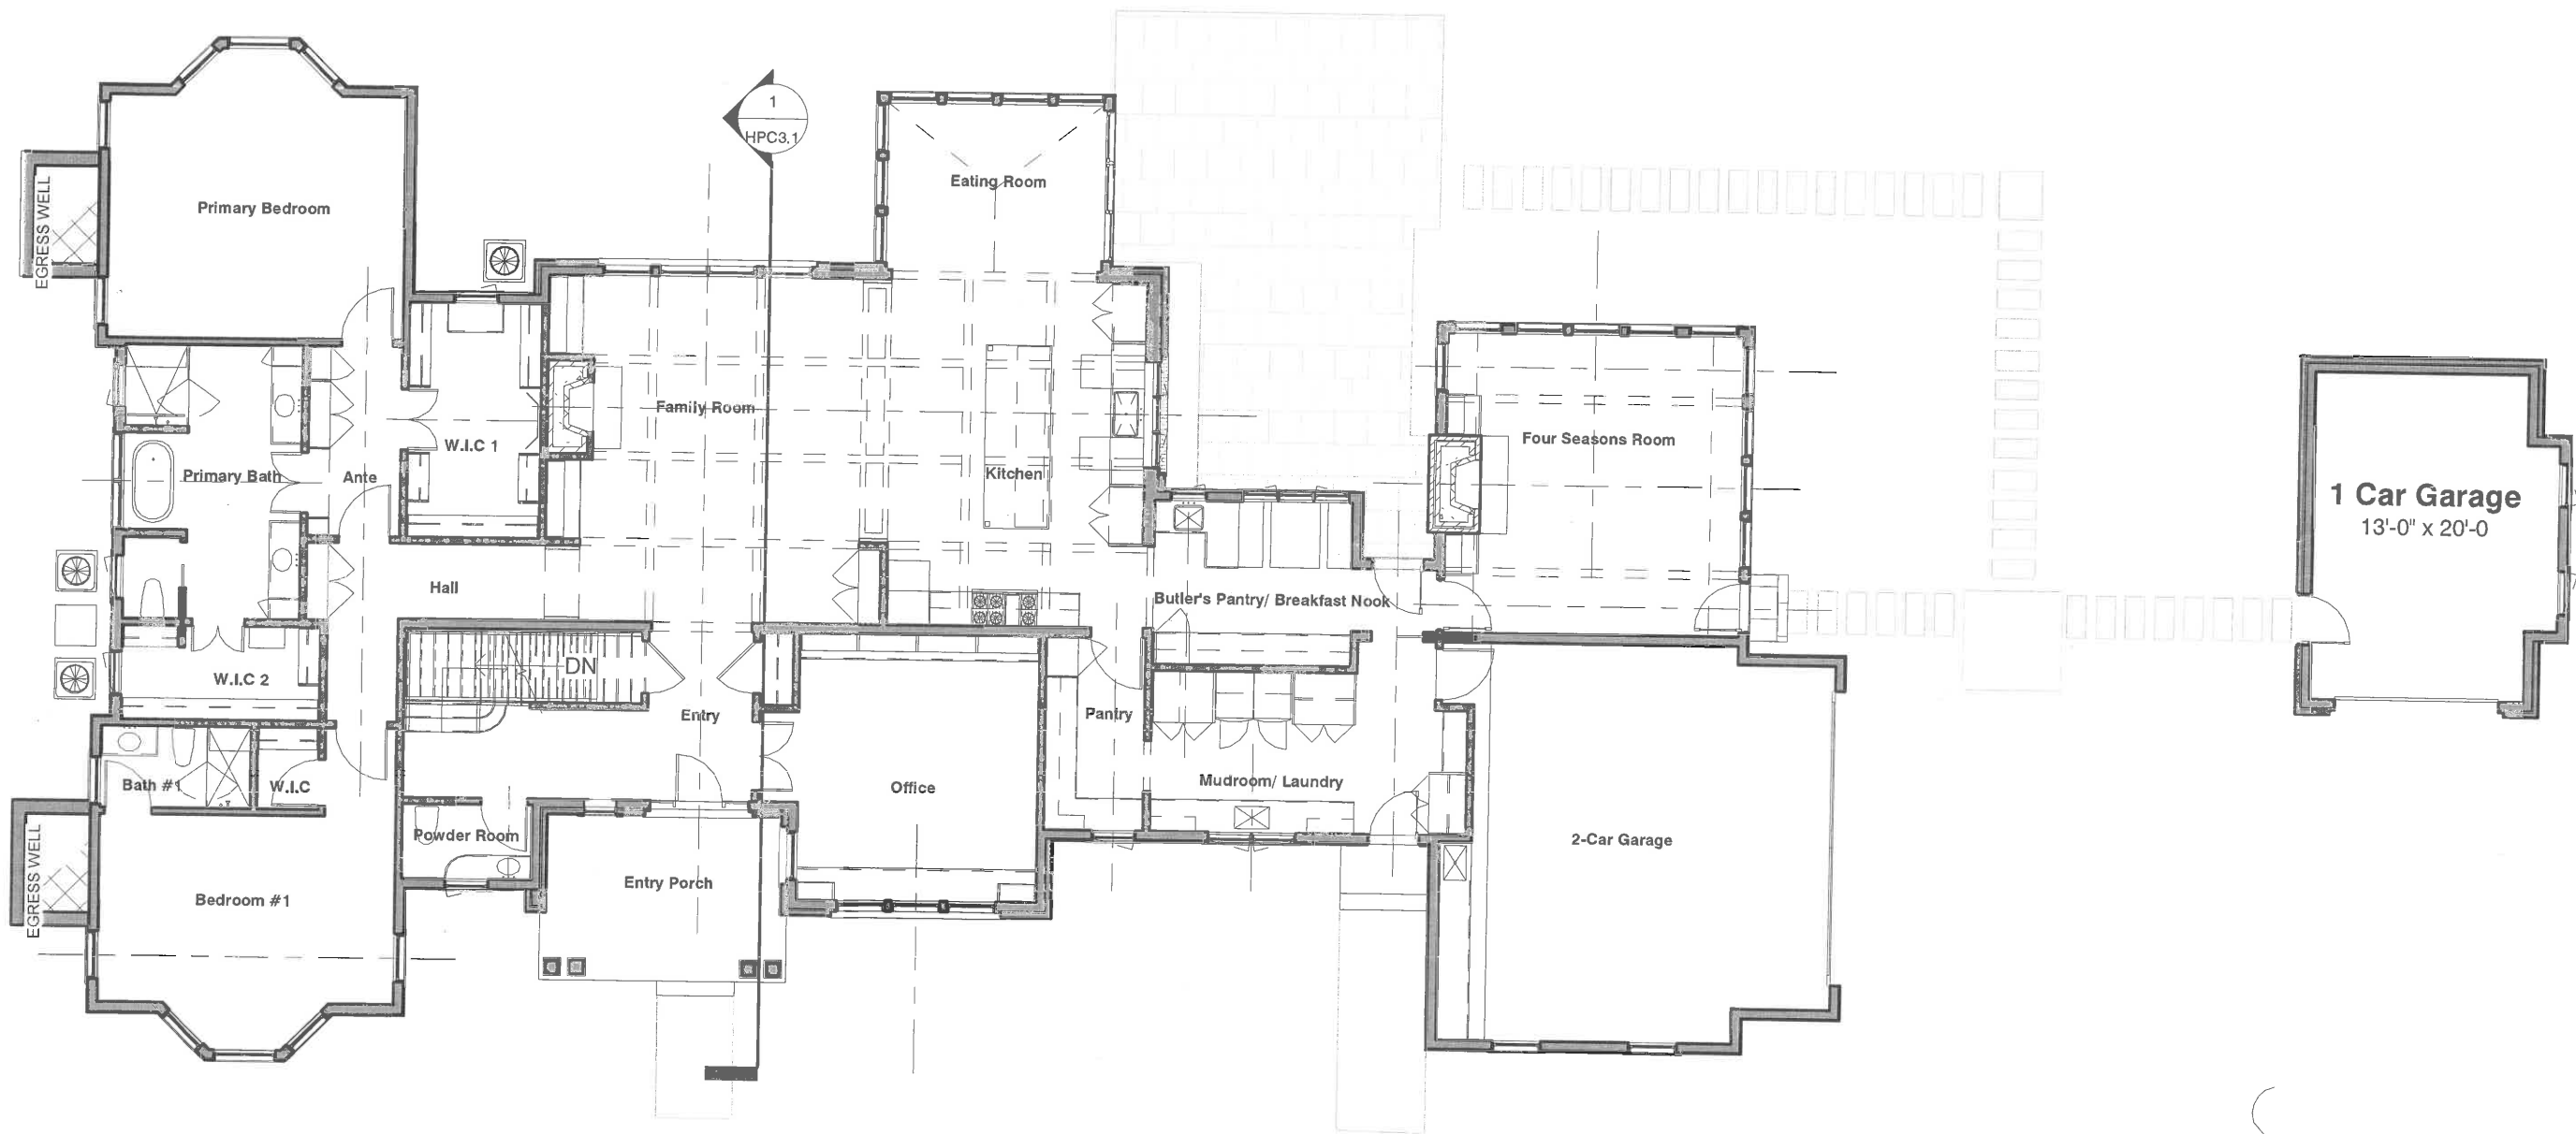 1
HPC3.1
Eating Room
EGRESS WELL
Primary Bedroom
Family Room
Four Seasons Room
W.I.C 1
Primary Bath
Ante
Kitchen
1 Car Garage
13'-0" x 20'-0
Hall
Butler's Pantry/ Breakfast Nook
DN
W.I.C 2
Entry
Pantry
Bath #1
W.I.C
Office
Mudroom/ Laundry
Powder Room
2-Car Garage
EGRESS WELL
Entry Porch
Bedroom #1